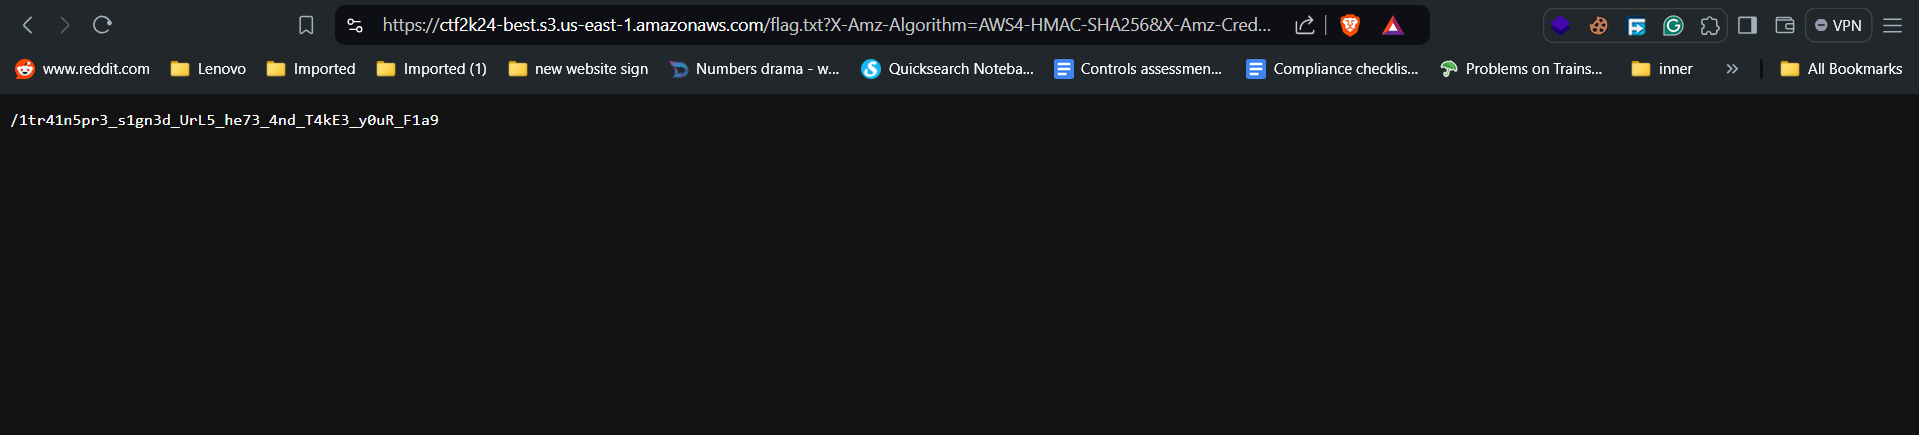 https://ctf2k24-best.s3.us-east-1.amazonaws.com/flag.txt?X-Amz-Algorithm=AWS4-HMAC-SHA256&X-Amz-Cred... VPN
www.reddit.com Lenovo Imported Imported (1) new website sign Numbers drama - w... Quicksearch Noteba... Controls assessmen... Compliance checklis... Problems on Trains... inner » All Bookmarks
/1tr41n5pr3_s1gn3d_UrL5_he73_4nd_T4kE3_y0uR_F1a9